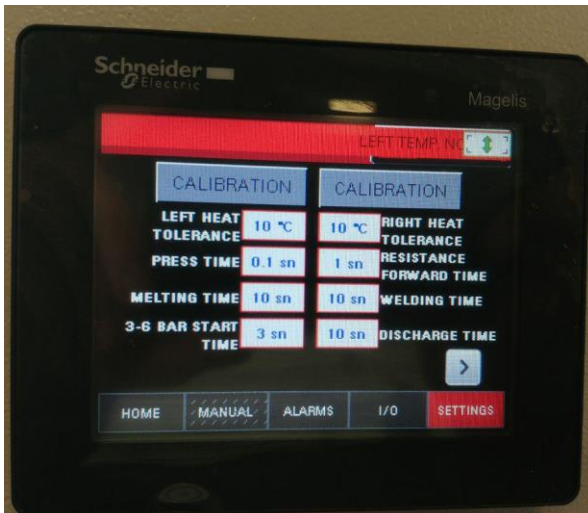 Schneider
Electric
Magelis
LEFT TEMP. NO
CALIBRATION CALIBRATION
LEFT HEAT TOLERANCE 10 °C
10 °C RIGHT HEAT TOLERANCE
PRESS TIME 0.1 sn
1 sn RESISTANCE FORWARD TIME
MELTING TIME 10 sn
10 sn WELDING TIME
3-6 BAR START TIME 3 sn
10 sn DISCHARGE TIME
>
HOME MANUAL ALARMS I/O SETTINGS